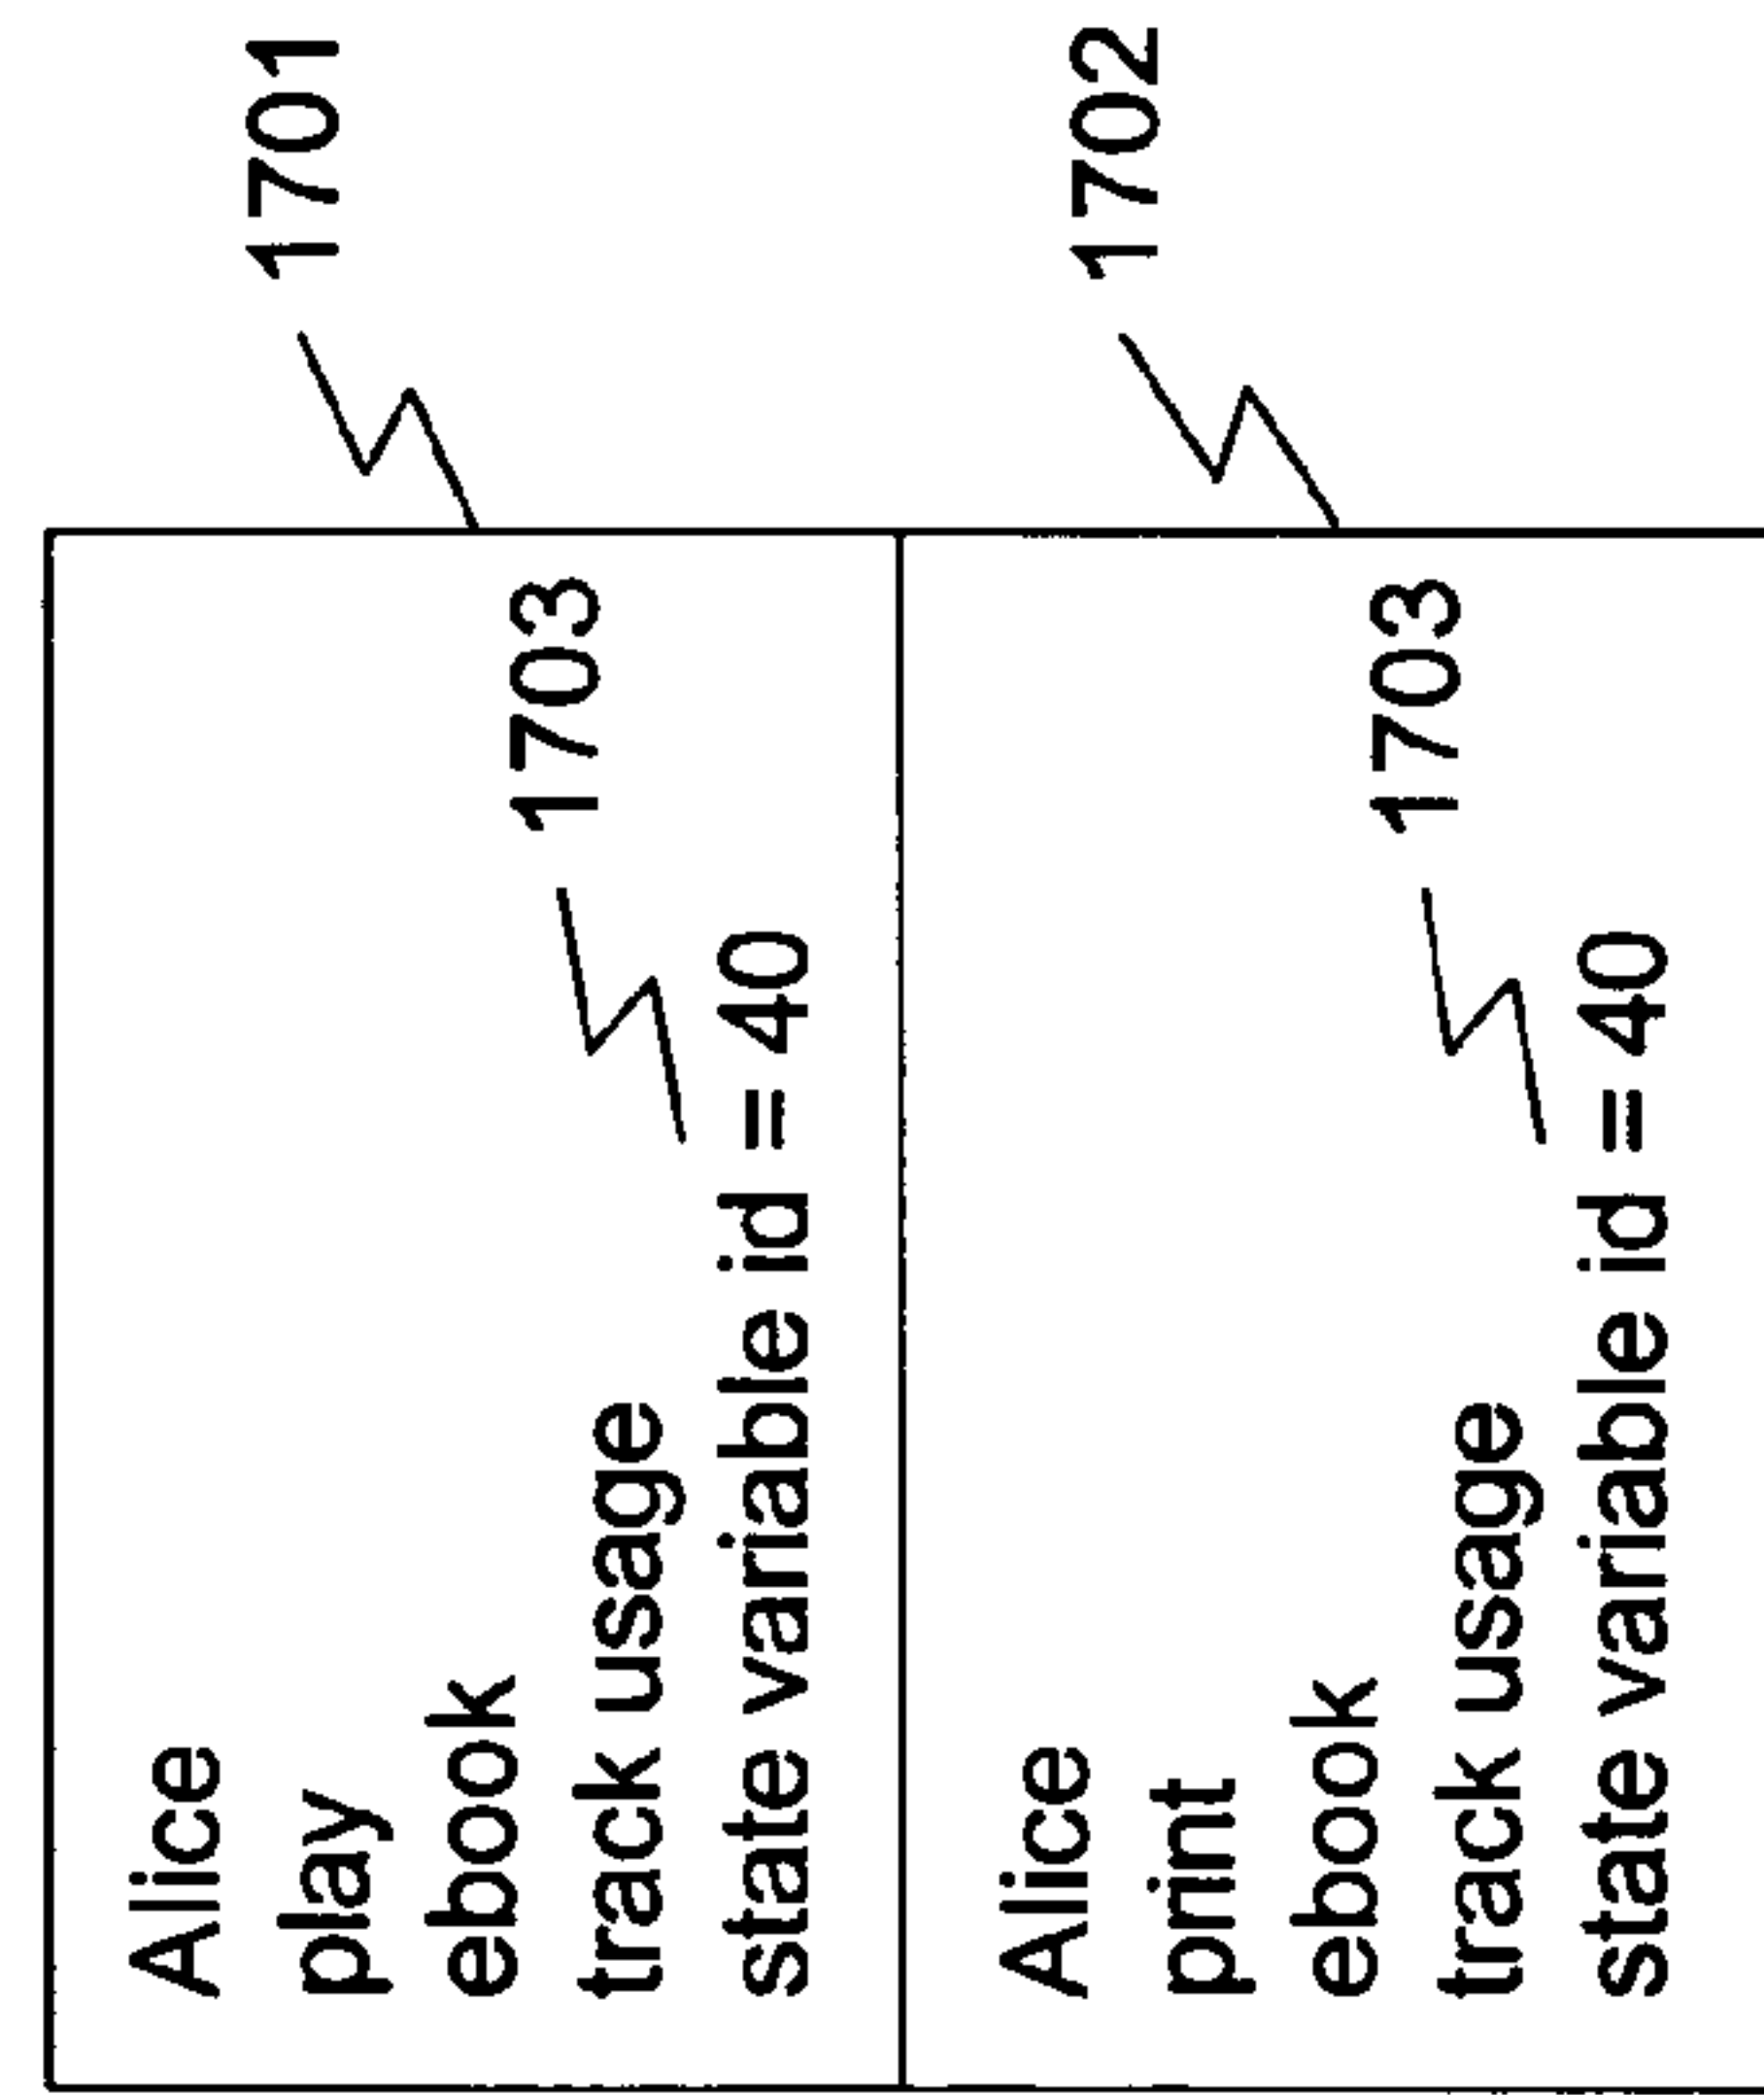 Alice
play
ebook
track usage
state variable id = 40
1703
1701
Alice
print
ebook
track usage
state variable id = 40
1703
1702